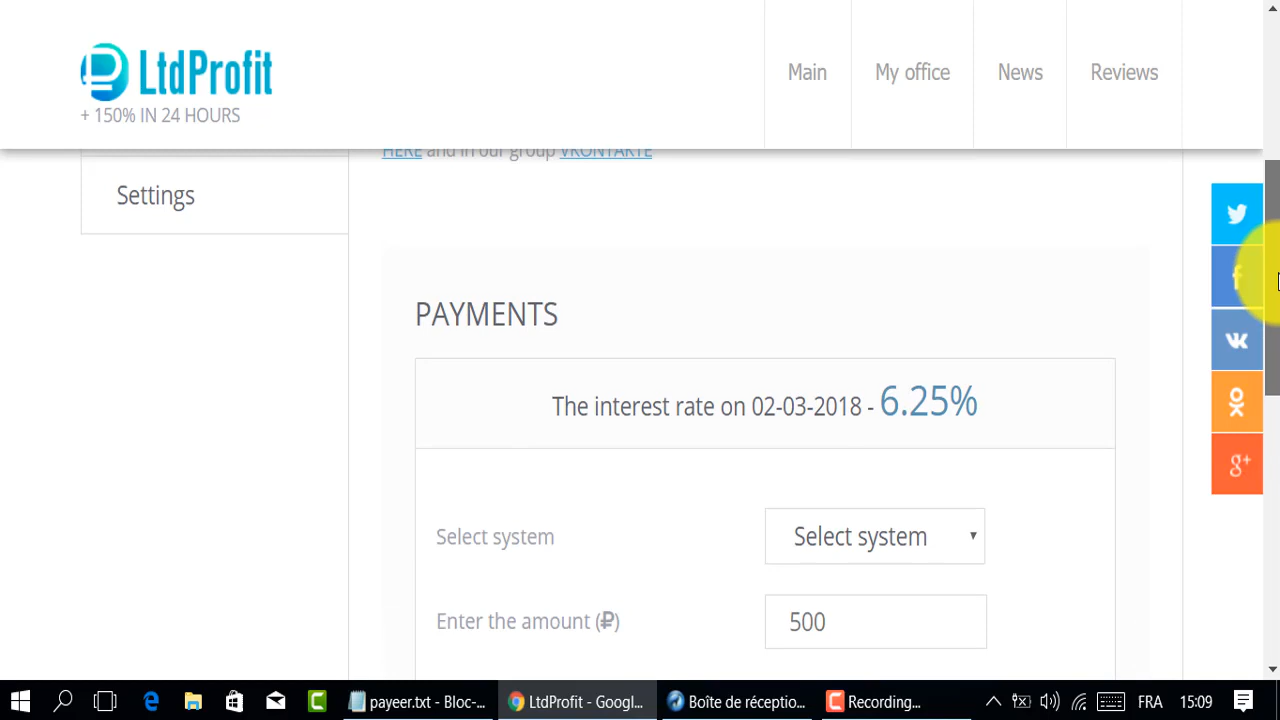 LtdProfit
+ 150% IN 24 HOURS
Main
My office
News
Reviews
HERE and in our group VKONTAKTE
Settings
PAYMENTS
The interest rate on 02-03-2018 - 6.25%
Select system
Select system
Enter the amount (₽)
500
payeer.txt - Bloc-...
LtdProfit - Googl...
Boîte de réceptio...
Recording...
FRA
15:09